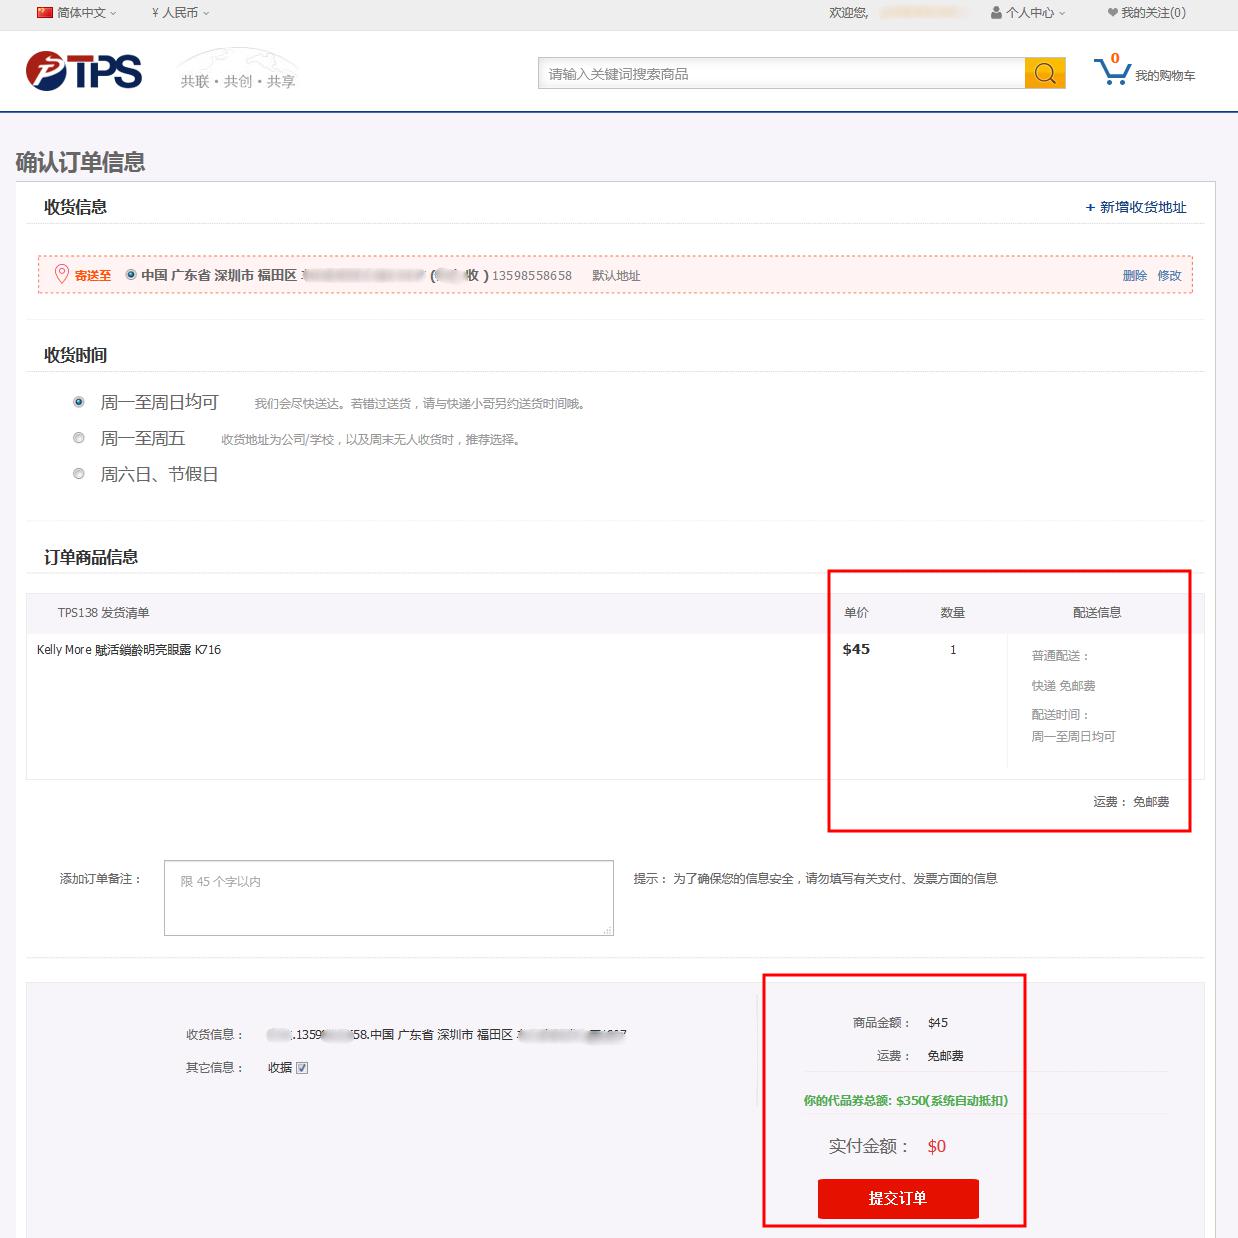 简体中文
¥ 人民币
欢迎您,
个人中心
我的关注(0)
TPS
共联·共创·共享
请输入关键词搜索商品
0
我的购物车
确认订单信息
收货信息
+ 新增收货地址
寄送至 中国 广东省 深圳市 福田区 ( 收 ) 13598558658 默认地址 删除 修改
收货时间
周一至周日均可 我们会尽快送达。若错过送货，请与快递小哥另约送货时间哦。
周一至周五 收货地址为公司/学校，以及周末无人收货时，推荐选择。
周六日、节假日
订单商品信息
TPS138 发货清单 单价 数量 配送信息
Kelly More 賦活鎖齡明亮眼露 K716 $45 1 普通配送：
快递 免邮费
配送时间：
周一至周日均可
运费： 免邮费
添加订单备注： 限 45 个字以内 提示： 为了确保您的信息安全，请勿填写有关支付、发票方面的信息
商品金额： $45
收货信息： .1359 58.中国 广东省 深圳市 福田区
运费： 免邮费
其它信息： 收据
你的代品券总额: $350(系统自动抵扣)
实付金额： $0
提交订单